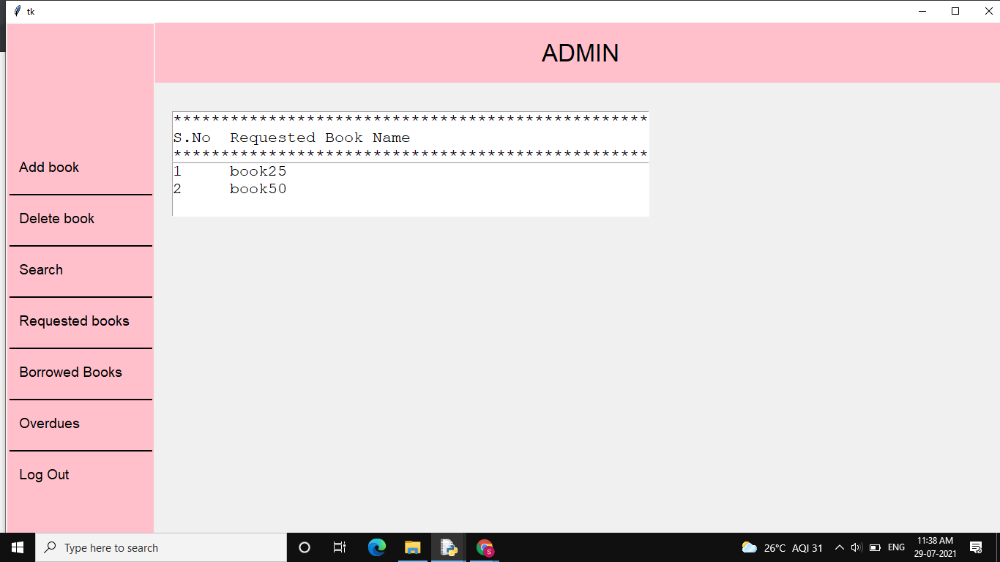 tk
ADMIN
**************************************************
S.No  Requested Book Name
**************************************************
1     book25
2     book50
Add book
Delete book
Search
Requested books
Borrowed Books
Overdues
Log Out
Type here to search
S
26°C AQI 31
ENG
11:38 AM
29-07-2021